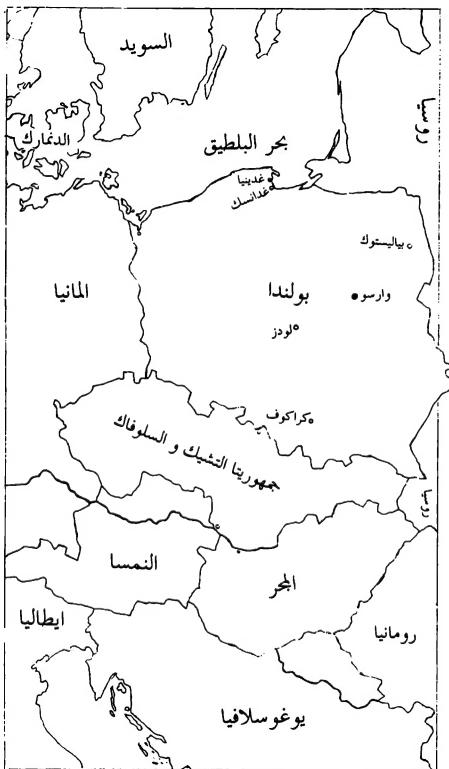 السويد
روسيا
الدنمارك
بحر البلطيق
غدينيا
غدانسك
بياليستوك
المانيا
بولندا
وارسو
لودز
كراكوف
جمهوريتا التشيك و السلوفاك
روسيا
النمسا
المجر
ايطاليا
رومانيا
يوغوسلافيا